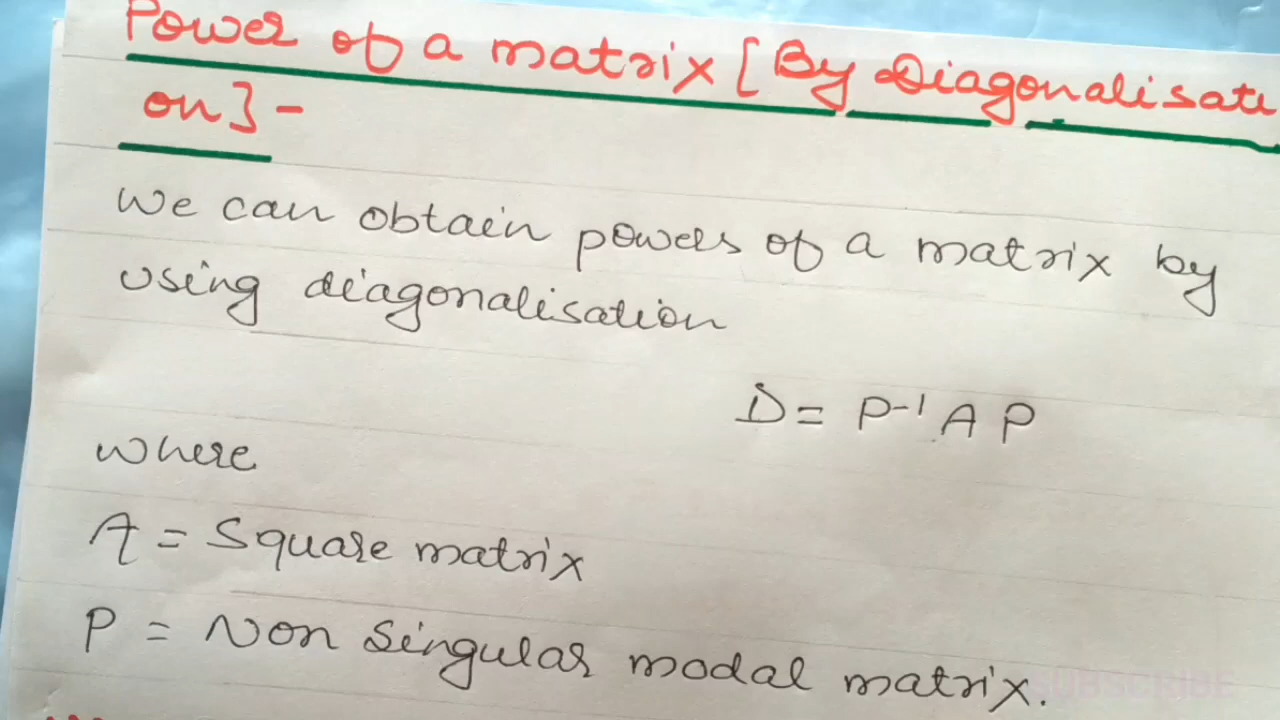 Power of a matrix [By Diagonalisati
on] -
We can obtain powers of a matrix by
using diagonalisation
D = P-1 A P
where
A = Square matrix
P = Non Singular modal matrix.
SUBSCRIBE